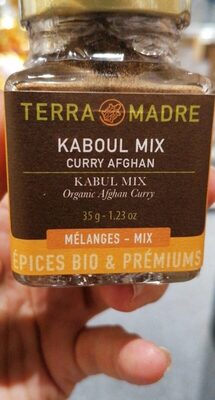 TERRA MADRE
KABOUL MIX
CURRY AFGHAN
KABUL MIX
Organic Afghan Curry
35 g - 1.23 oz
MÉLANGES - MIX
ÉPICES BIO & PRÉMIUMS